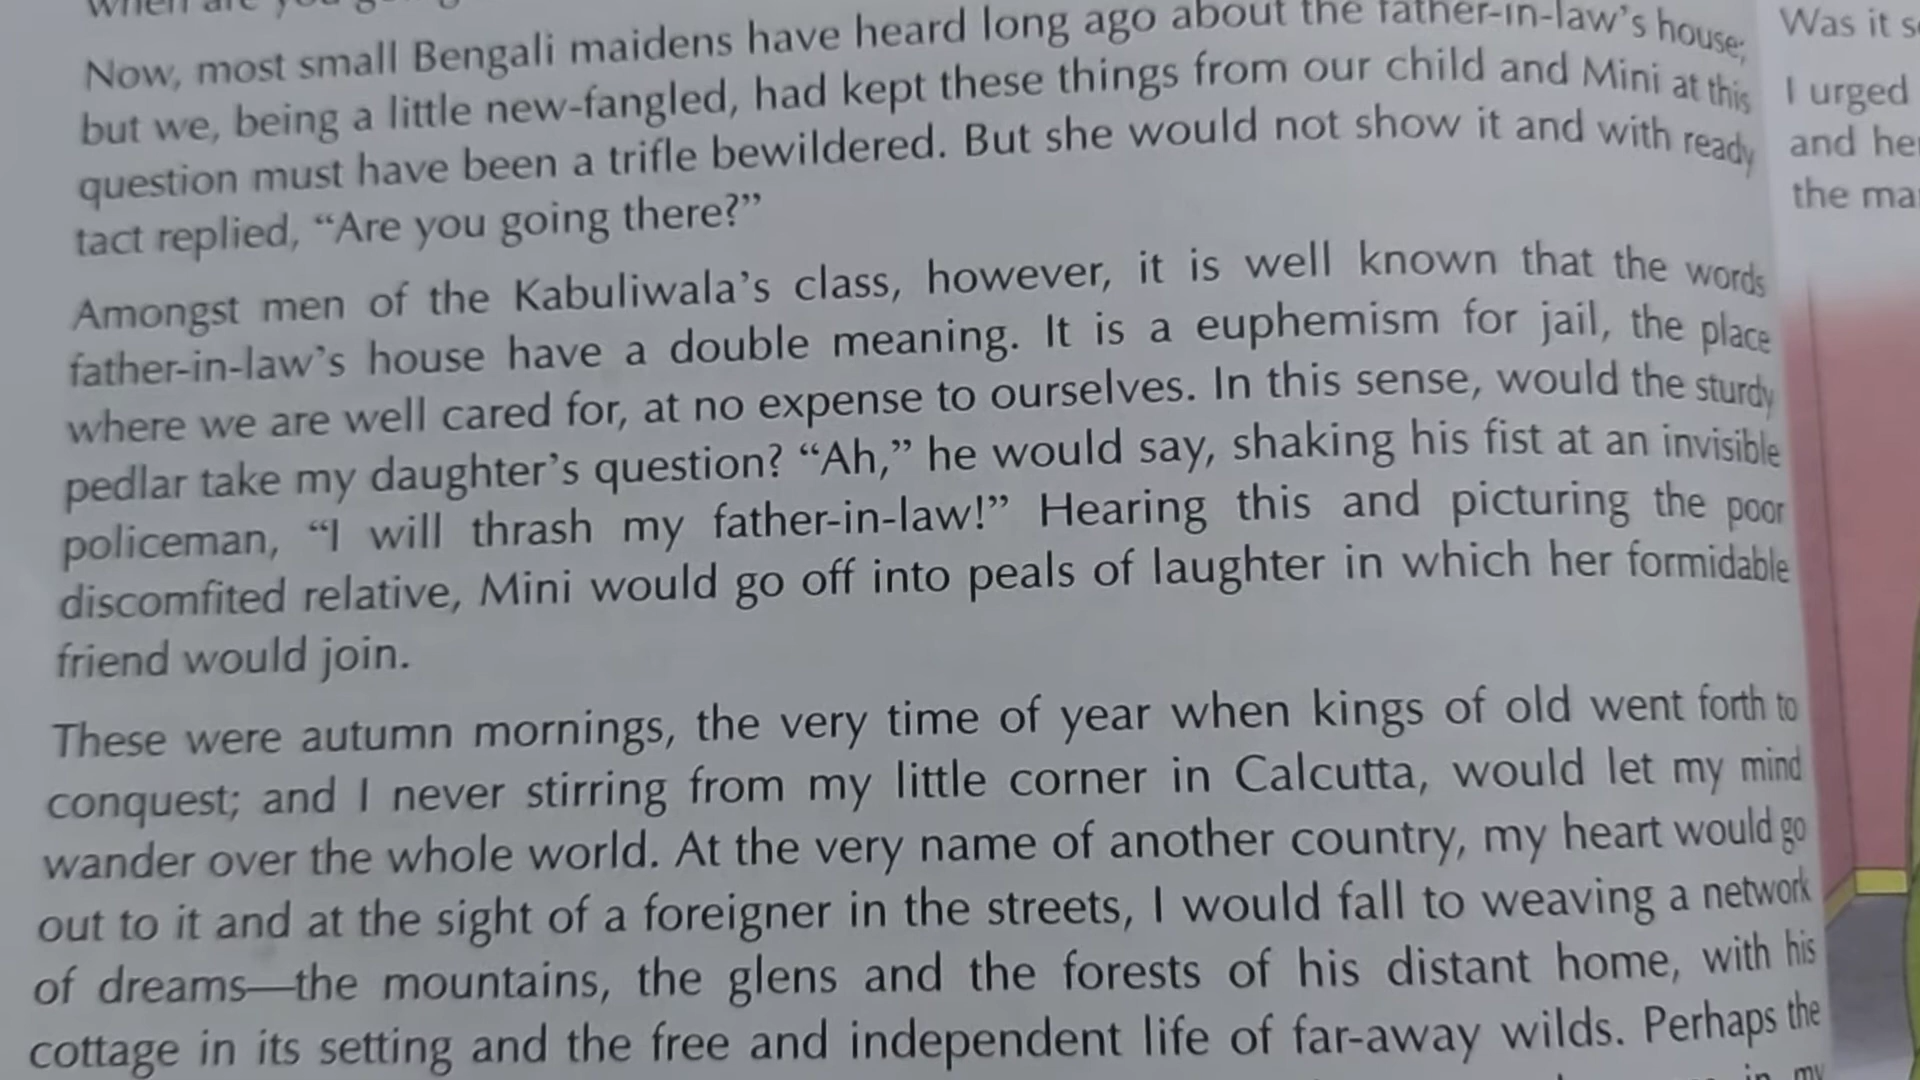 when are you going
Now, most small Bengali maidens have heard long ago about the father-in-law's house;
but we, being a little new-fangled, had kept these things from our child and Mini at this
question must have been a trifle bewildered. But she would not show it and with ready
tact replied, “Are you going there?”
Amongst men of the Kabuliwala's class, however, it is well known that the words
father-in-law's house have a double meaning. It is a euphemism for jail, the place
where we are well cared for, at no expense to ourselves. In this sense, would the sturdy
pedlar take my daughter's question? “Ah,” he would say, shaking his fist at an invisible
policeman, “I will thrash my father-in-law!” Hearing this and picturing the poor
discomfited relative, Mini would go off into peals of laughter in which her formidable
friend would join.
These were autumn mornings, the very time of year when kings of old went forth to
conquest; and I never stirring from my little corner in Calcutta, would let my mind
wander over the whole world. At the very name of another country, my heart would go
out to it and at the sight of a foreigner in the streets, I would fall to weaving a network
of dreams—the mountains, the glens and the forests of his distant home, with his
cottage in its setting and the free and independent life of far-away wilds. Perhaps the
in my
Was it
I urged
and
the